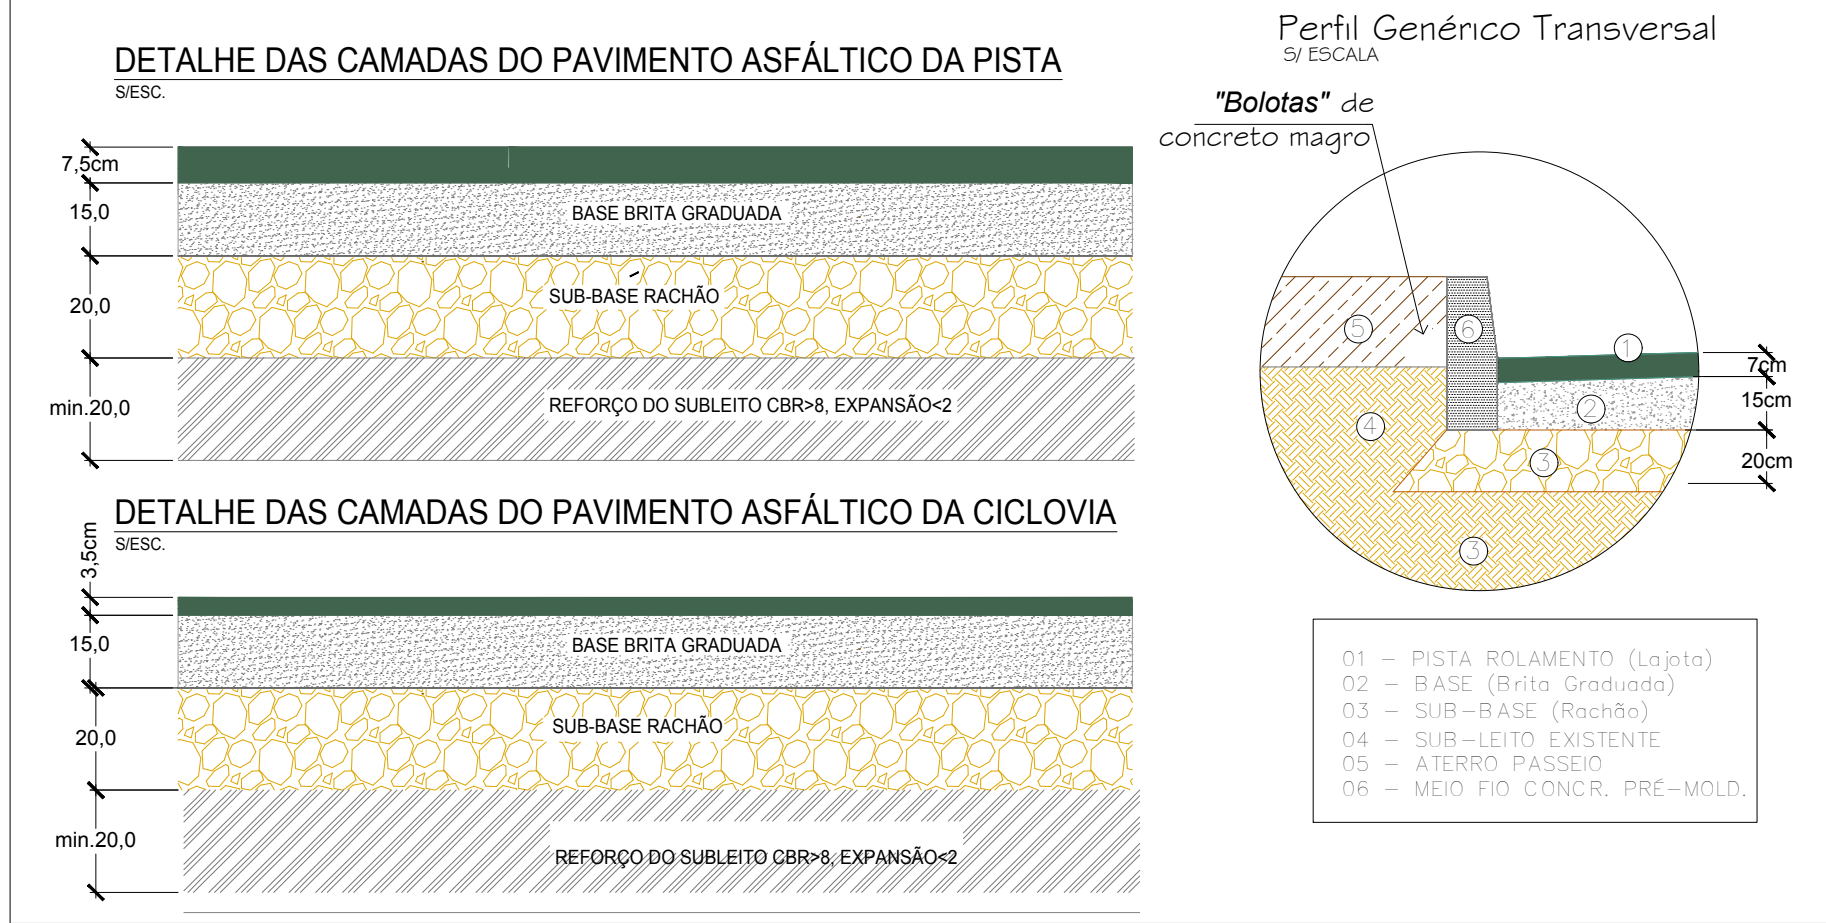 DETALHE DAS CAMADAS DO PAVIMENTO ASFÁLTICO DA PISTA
S/ESC.
7,5cm
15,0
BASE BRITA GRADUADA
20,0
SUB-BASE RACHÃO
min.20,0
REFORÇO DO SUBLEITO CBR>8, EXPANSÃO<2
DETALHE DAS CAMADAS DO PAVIMENTO ASFÁLTICO DA CICLOVIA
S/ESC.
3,5cm
15,0
BASE BRITA GRADUADA
20,0
SUB-BASE RACHÃO
min.20,0
REFORÇO DO SUBLEITO CBR>8, EXPANSÃO<2
Perfil Genérico Transversal
S/ ESCALA
"Bolotas" de
concreto magro
5
6
1
7cm
2
15cm
4
3
20cm
3
01 - PISTA ROLAMENTO (Lajota)
02 - BASE (Brita Graduada)
03 - SUB-BASE (Rachão)
04 - SUB-LEITO EXISTENTE
05 - ATERRO PASSEIO
06 - MEIO FIO CONCR. PRÉ-MOLD.